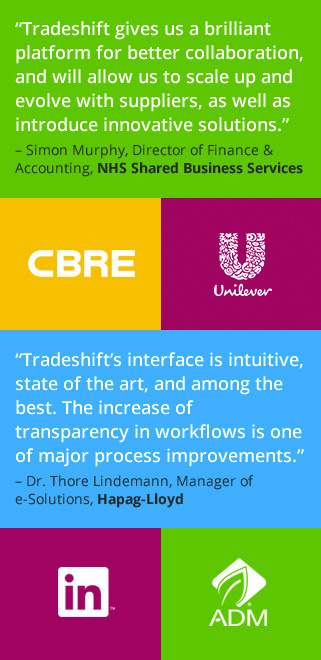 “Tradeshift gives us a brilliant
platform for better collaboration,
and will allow us to scale up and
evolve with suppliers, as well as
introduce innovative solutions.”
– Simon Murphy, Director of Finance &
Accounting, NHS Shared Business Services
CBRE
Unilever
“Tradeshift’s interface is intuitive,
state of the art, and among the
best. The increase of
transparency in workflows is one
of major process improvements.”
– Dr. Thore Lindemann, Manager of
e-Solutions, Hapag-Lloyd
in™
ADM